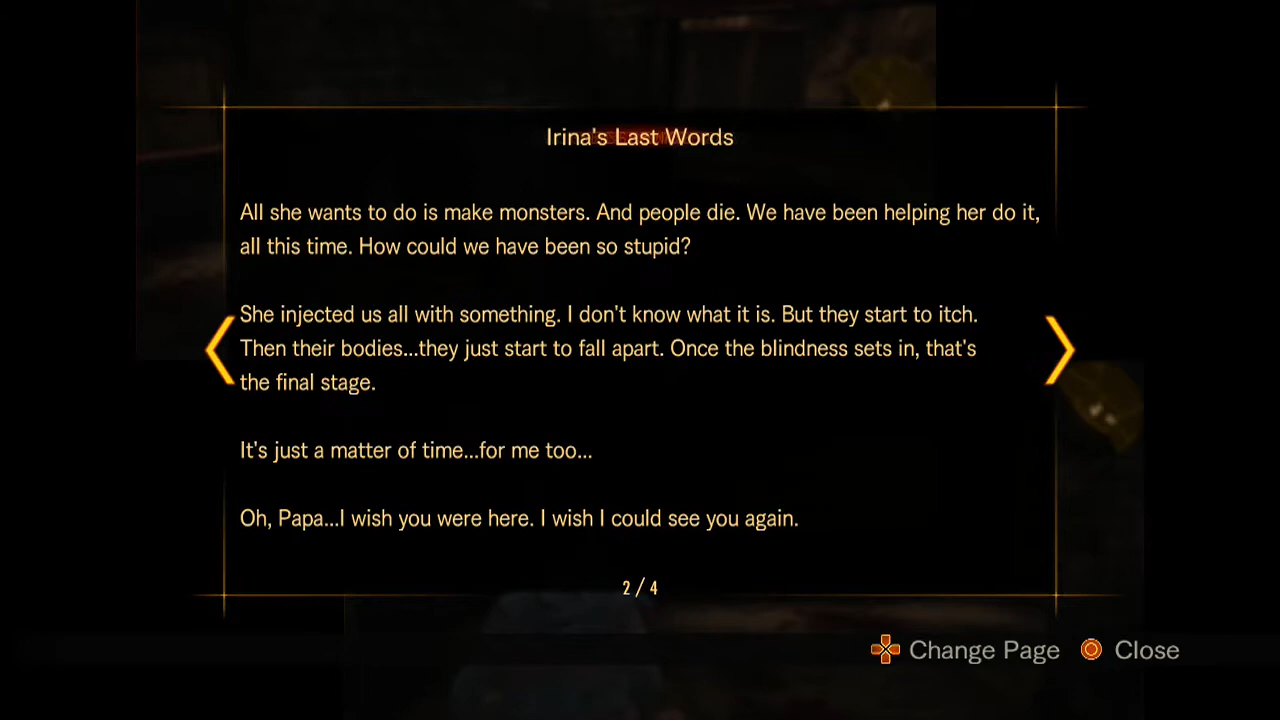 Irina's Last Words
All she wants to do is make monsters. And people die. We have been helping her do it,
all this time. How could we have been so stupid?
She injected us all with something. I don't know what it is. But they start to itch.
Then their bodies...they just start to fall apart. Once the blindness sets in, that's
the final stage.
It's just a matter of time...for me too...
Oh, Papa...I wish you were here. I wish I could see you again.
2 / 4
Change Page Close